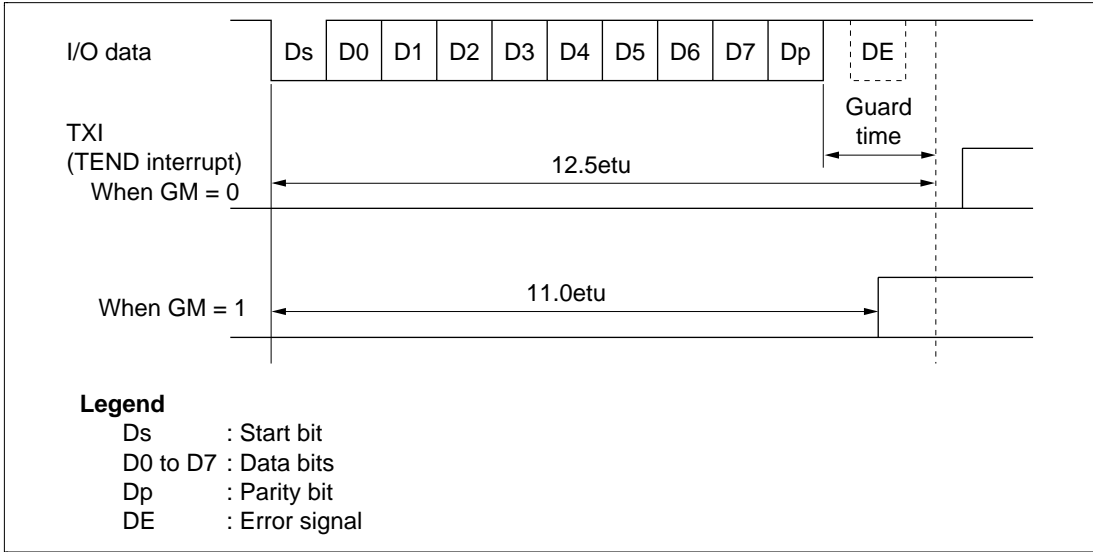 I/O data
Ds D0 D1 D2 D3 D4 D5 D6 D7 Dp DE
Guard
time
TXI
(TEND interrupt)
When GM = 0
12.5etu
When GM = 1
11.0etu
Legend
Ds : Start bit
D0 to D7 : Data bits
Dp : Parity bit
DE : Error signal